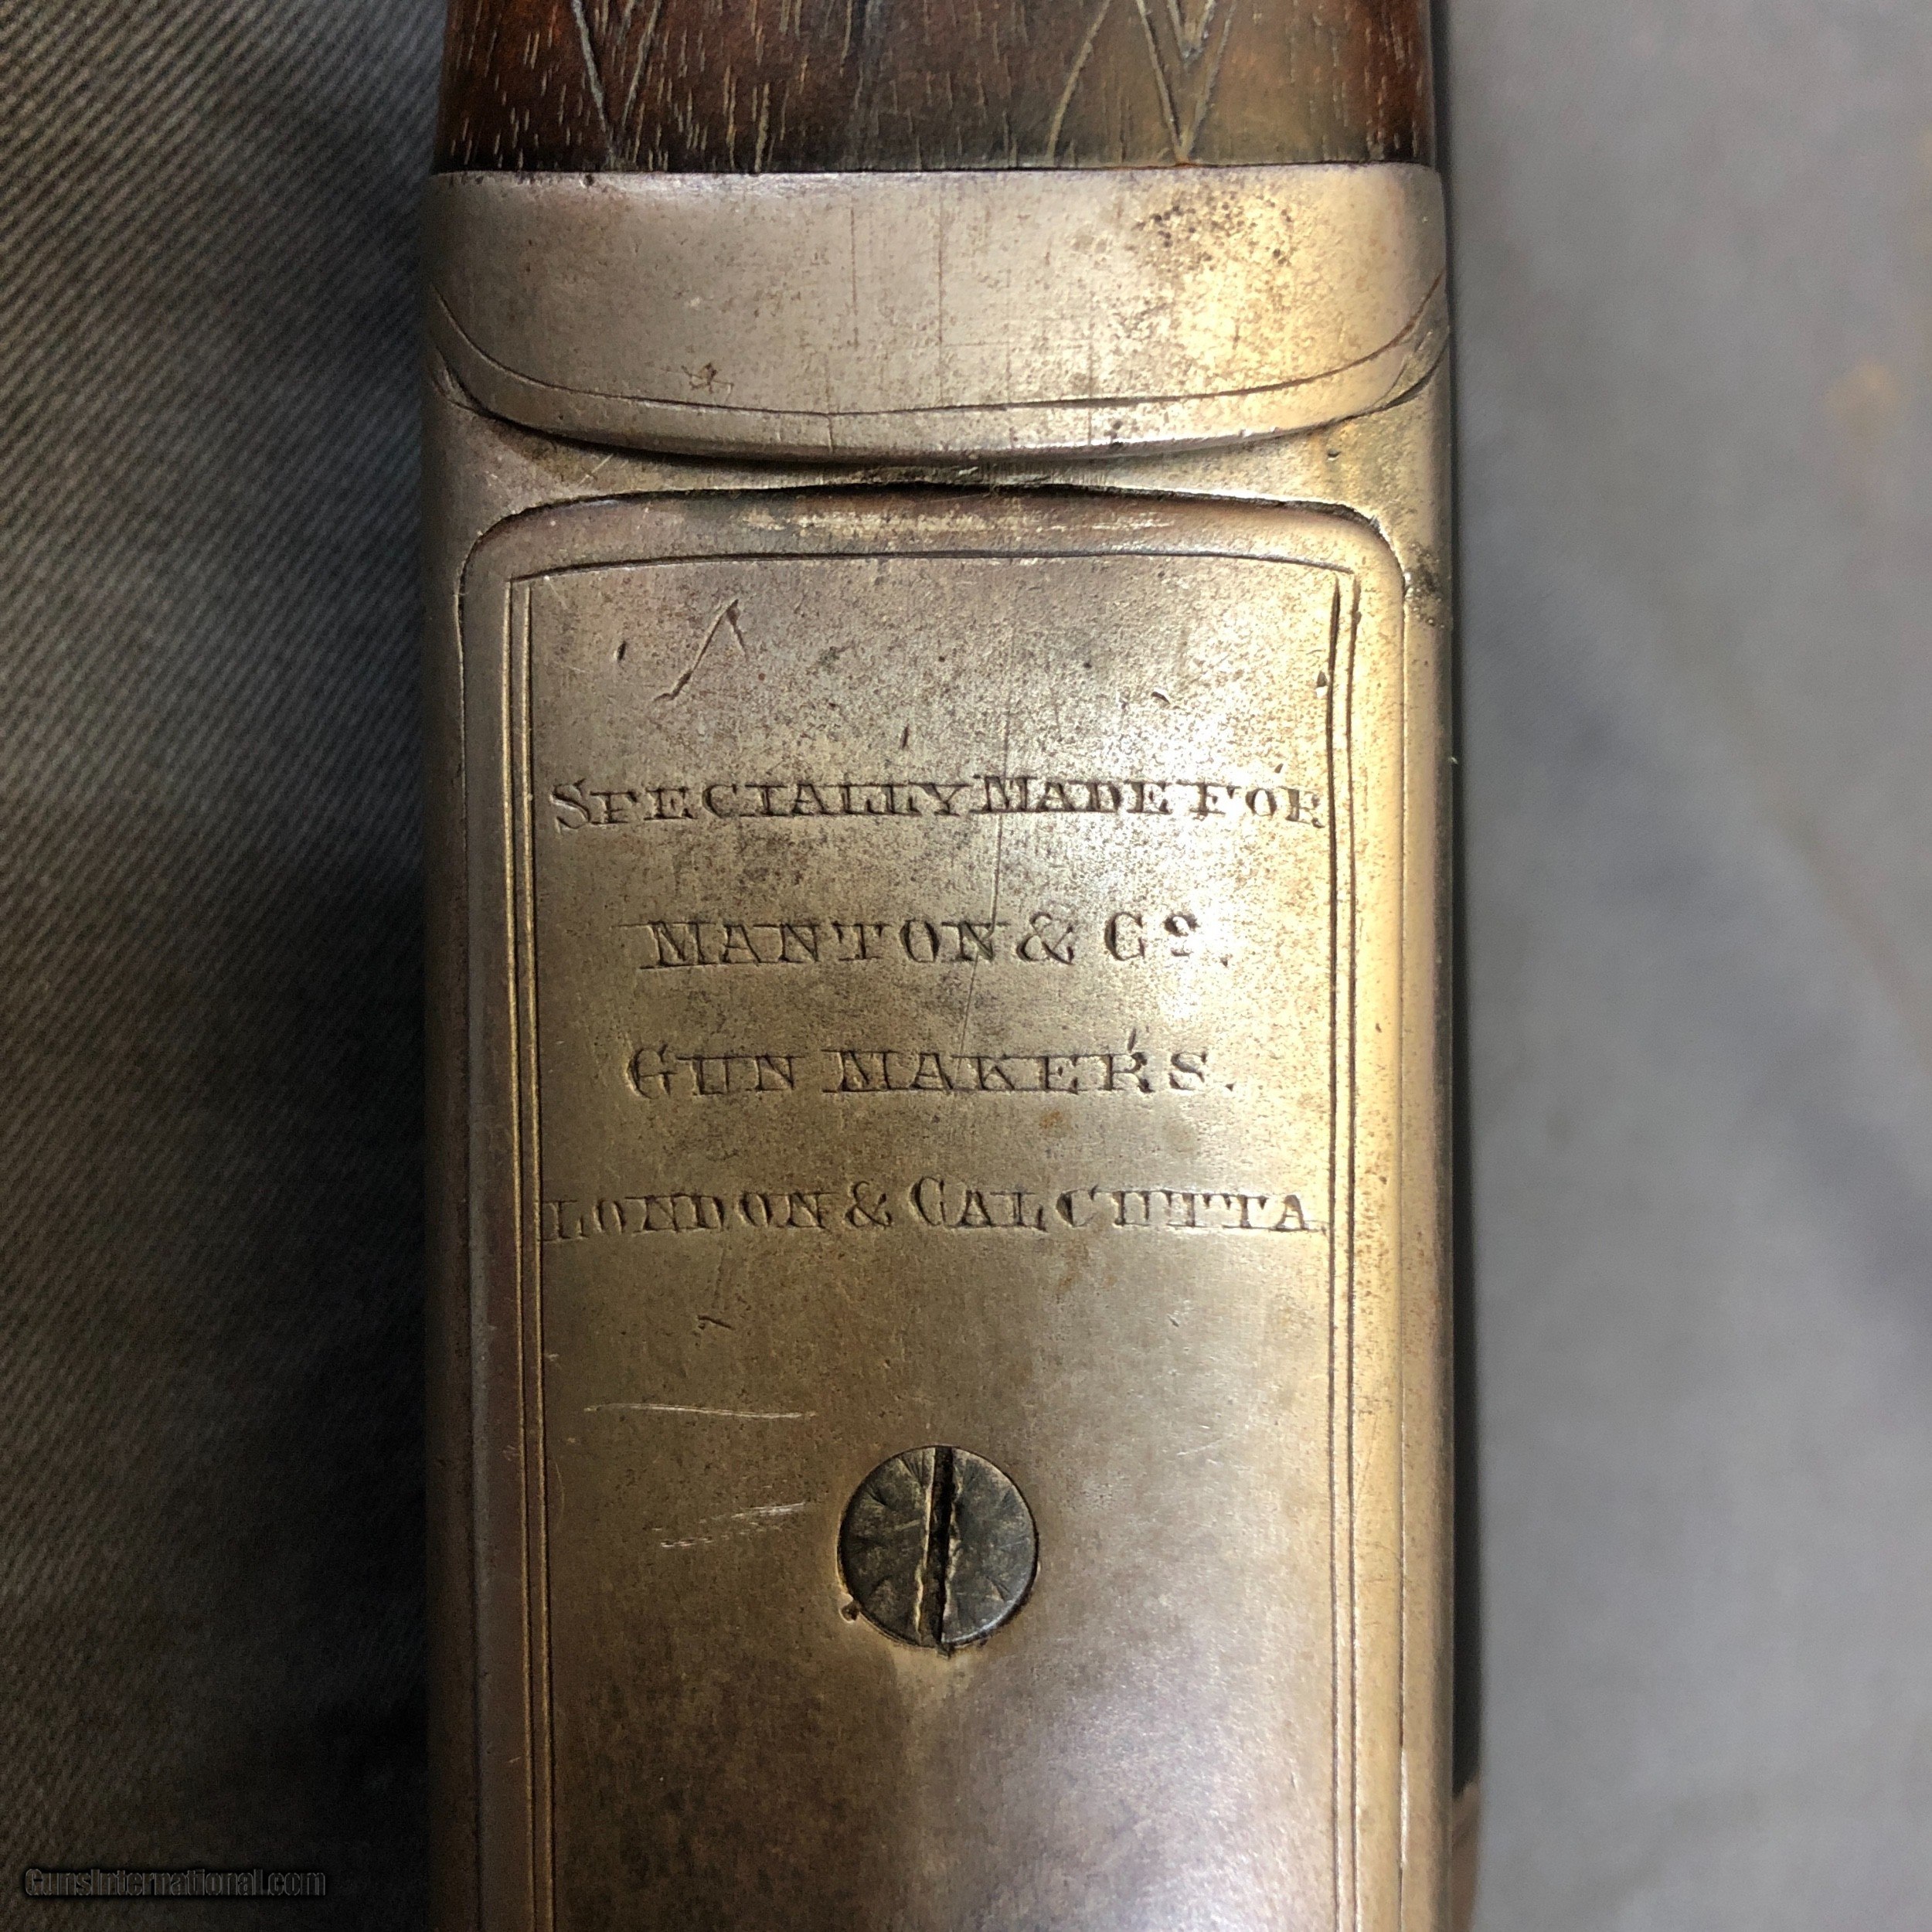 SPECIALLY MADE FOR
MANTON & Co.
GUN MAKERS.
LONDON & CALCUTTA
GunsInternational.com